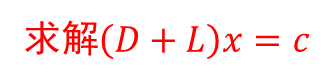 求解(D + L)x = c